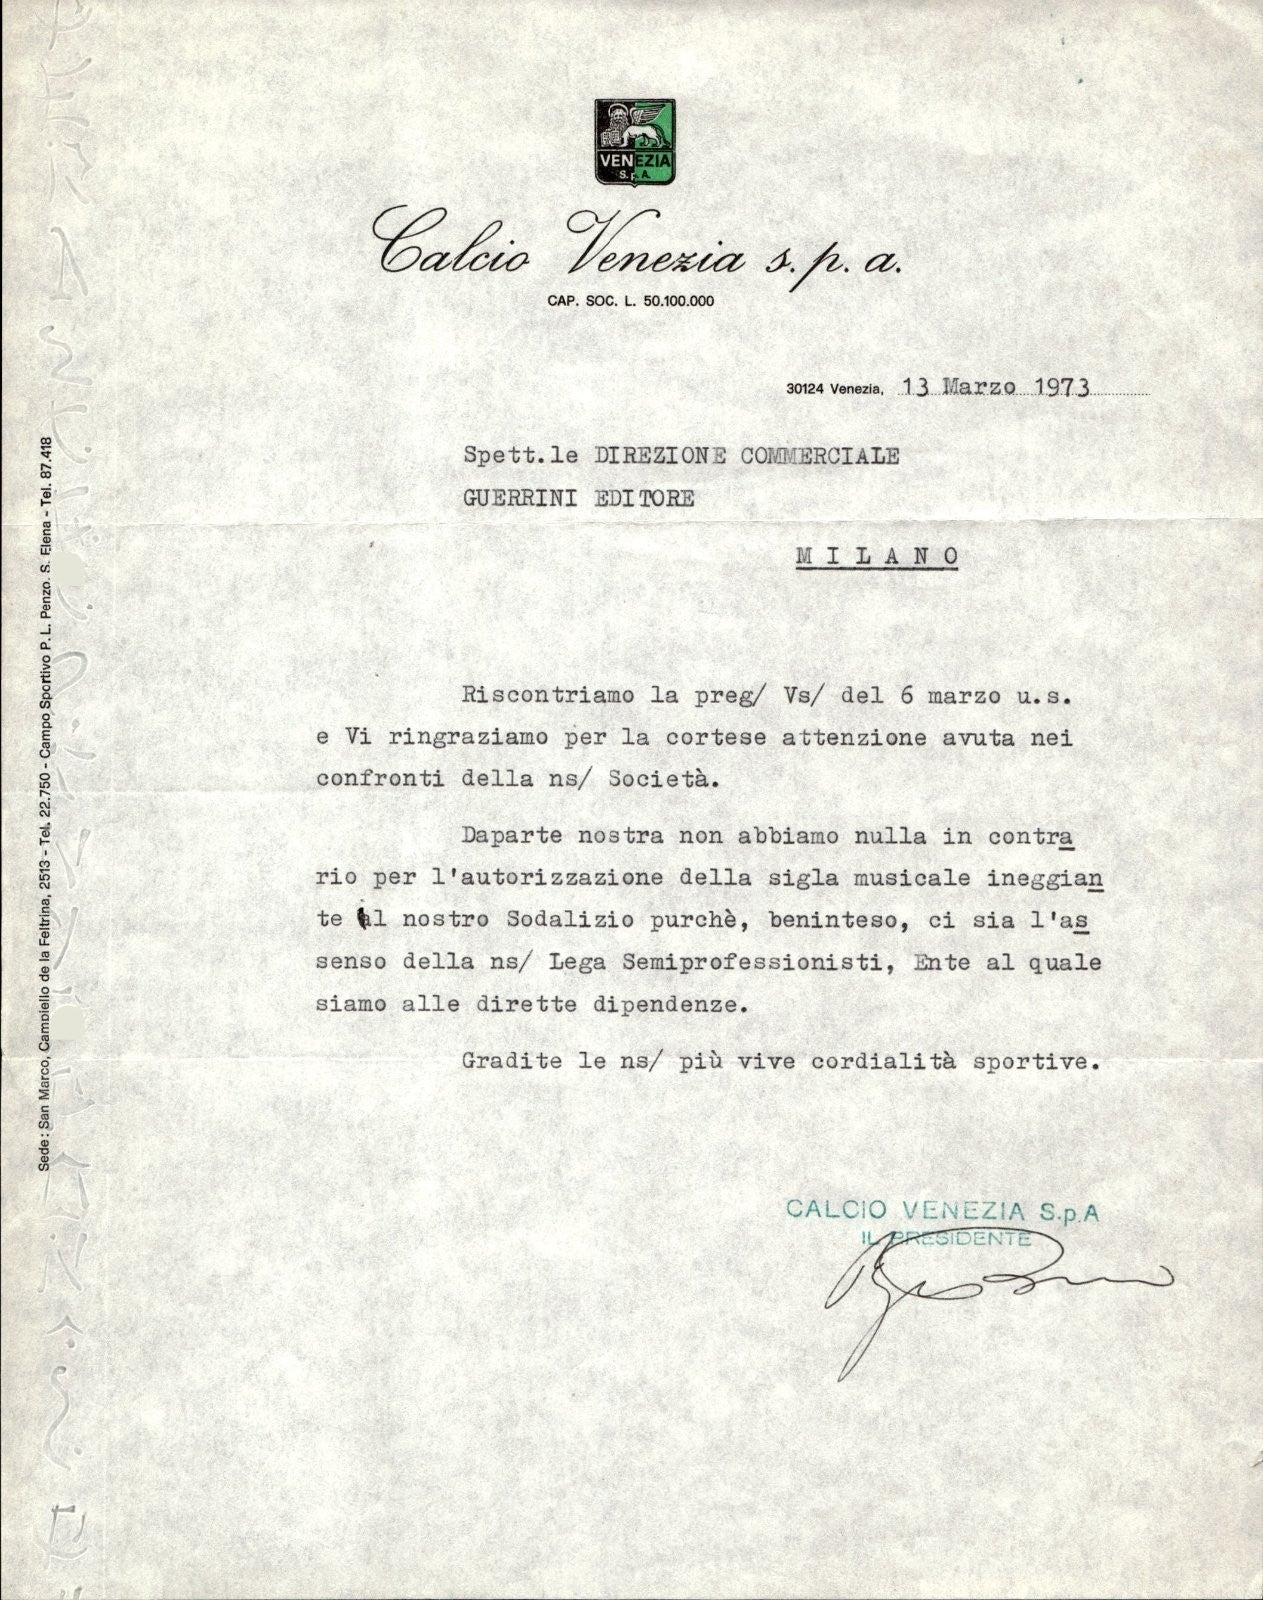 VENEZIA
S.p.A.
Calcio Venezia s.p.a.
CAP. SOC. L. 50.100.000
30124 Venezia, 13 Marzo 1973
Spett.le DIREZIONE COMMERCIALE
GUERRINI EDITORE
MILANO
Riscontriamo la preg/ Vs/ del 6 marzo u.s.
e Vi ringraziamo per la cortese attenzione avuta nei
confronti della ns/ Società.
Daparte nostra non abbiamo nulla in contra
rio per l'autorizzazione della sigla musicale ineggian
te al nostro Sodalizio purchè, beninteso, ci sia l'as
senso della ns/ Lega Semiprofessionisti, Ente al quale
siamo alle dirette dipendenze.
Gradite le ns/ più vive cordialità sportive.
CALCIO VENEZIA S.p.A
IL PRESIDENTE
Sede: San Marco, Campiello de la Feltrina, 2513 - Tel. 22.750 - Campo Sportivo P.L. Penzo. S. Elena - Tel. 87.418